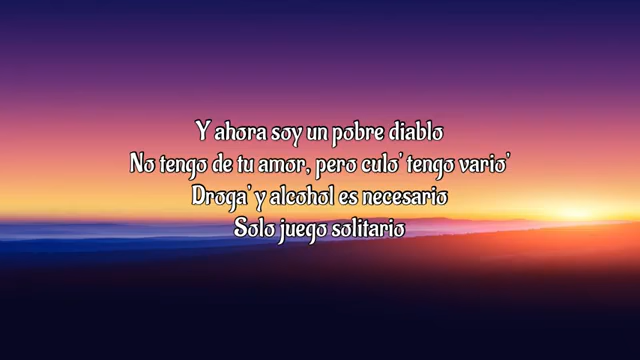 Y ahora soy un pobre diablo
No tengo de tu amor, pero culo' tengo vario'
Droga' y alcohol es necesario
Solo juego solitario